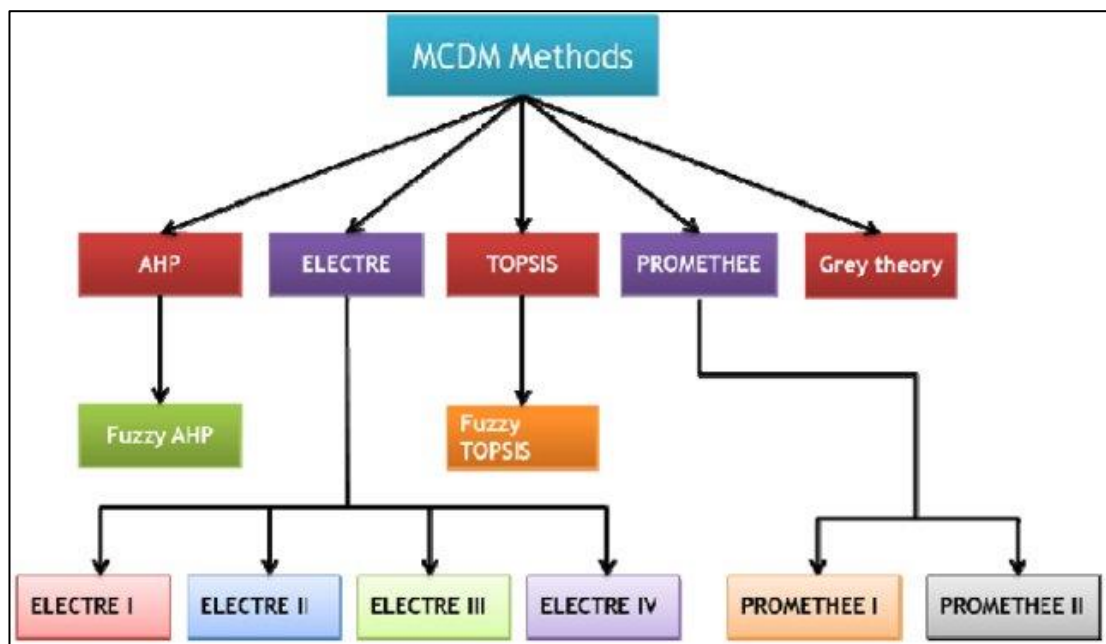 MCDM Methods
AHP
ELECTRE
TOPSIS
PROMETHEE
Grey theory
Fuzzy AHP
Fuzzy
TOPSIS
ELECTRE I
ELECTRE II
ELECTRE III
ELECTRE IV
PROMETHEE I
PROMETHEE II